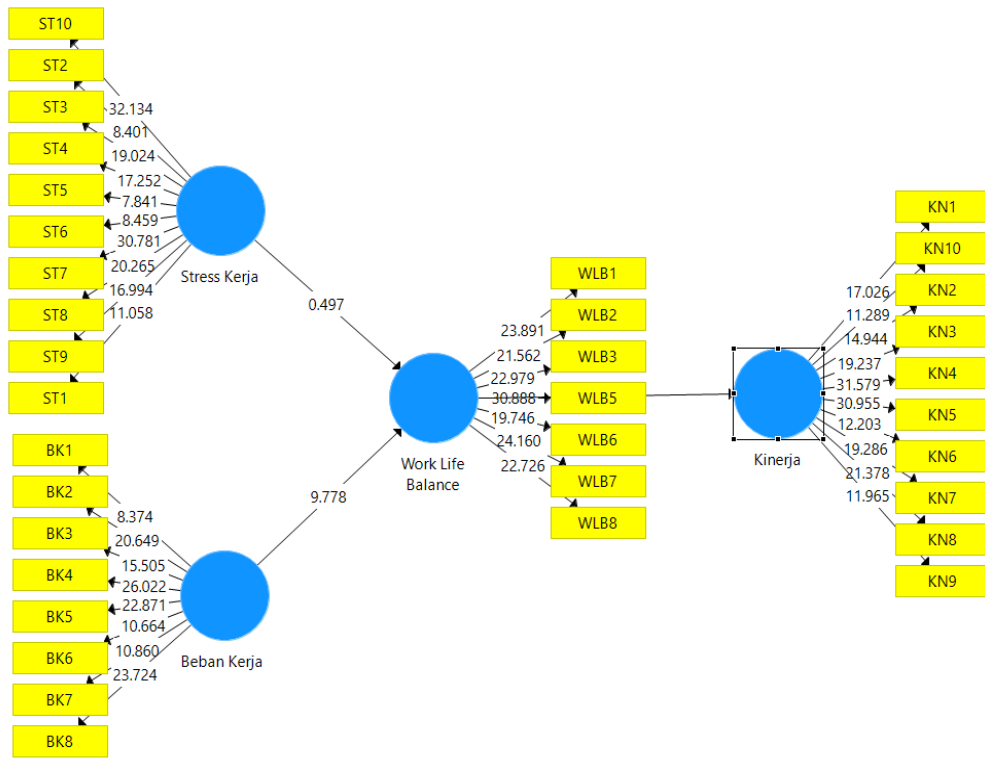 ST10
ST2
ST3
ST4
ST5
ST6
ST7
ST8
ST9
ST1
32.134
8.401
19.024
17.252
7.841
8.459
30.781
20.265
16.994
11.058
Stress Kerja
0.497
BK1
BK2
BK3
BK4
BK5
BK6
BK7
BK8
8.374
20.649
15.505
26.022
22.871
10.664
10.860
23.724
Beban Kerja
9.778
Work Life
Balance
23.891
21.562
22.979
30.888
19.746
24.160
22.726
WLB1
WLB2
WLB3
WLB5
WLB6
WLB7
WLB8
Kinerja
17.026
11.289
14.944
19.237
31.579
30.955
12.203
19.286
21.378
11.965
KN1
KN10
KN2
KN3
KN4
KN5
KN6
KN7
KN8
KN9